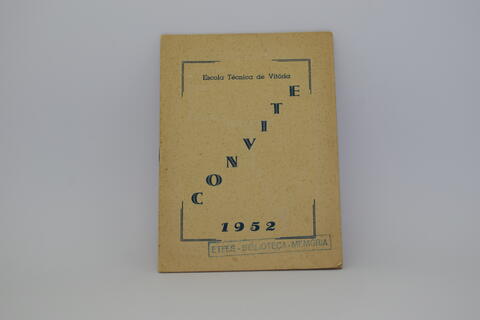 Escola Técnica de Vitória
CONVITE
1952
ETFES - BIBLIOTECA - MEMÓRIA